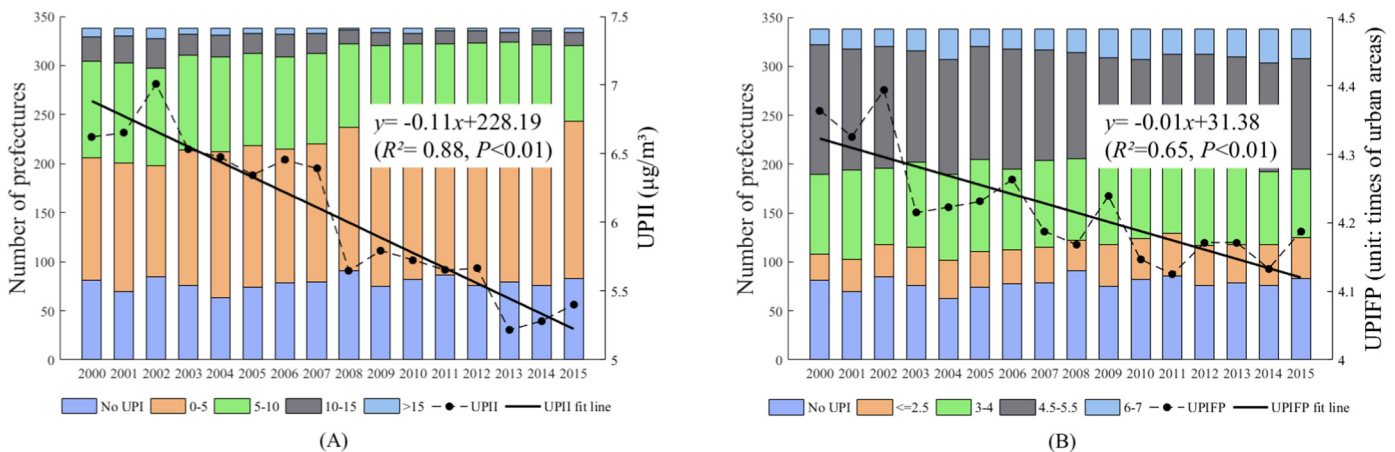 350
300
250
200
150
100
50
0
Number of prefectures
7.5
7
6.5
6
5.5
5
UPII (μg/m³)
y= -0.11x+228.19
(R²= 0.88, P<0.01)
2000 2001 2002 2003 2004 2005 2006 2007 2008 2009 2010 2011 2012 2013 2014 2015
No UPI 0-5 5-10 10-15 >15 UPII UPII fit line
(A)
350
300
250
200
150
100
50
0
Number of prefectures
4.5
4.4
4.3
4.2
4.1
4
UPIFP (unit: times of urban areas)
y= -0.01x+31.38
(R²=0.65, P<0.01)
2000 2001 2002 2003 2004 2005 2006 2007 2008 2009 2010 2011 2012 2013 2014 2015
No UPI <=2.5 3-4 4.5-5.5 6-7 UPIFP UPIFP fit line
(B)